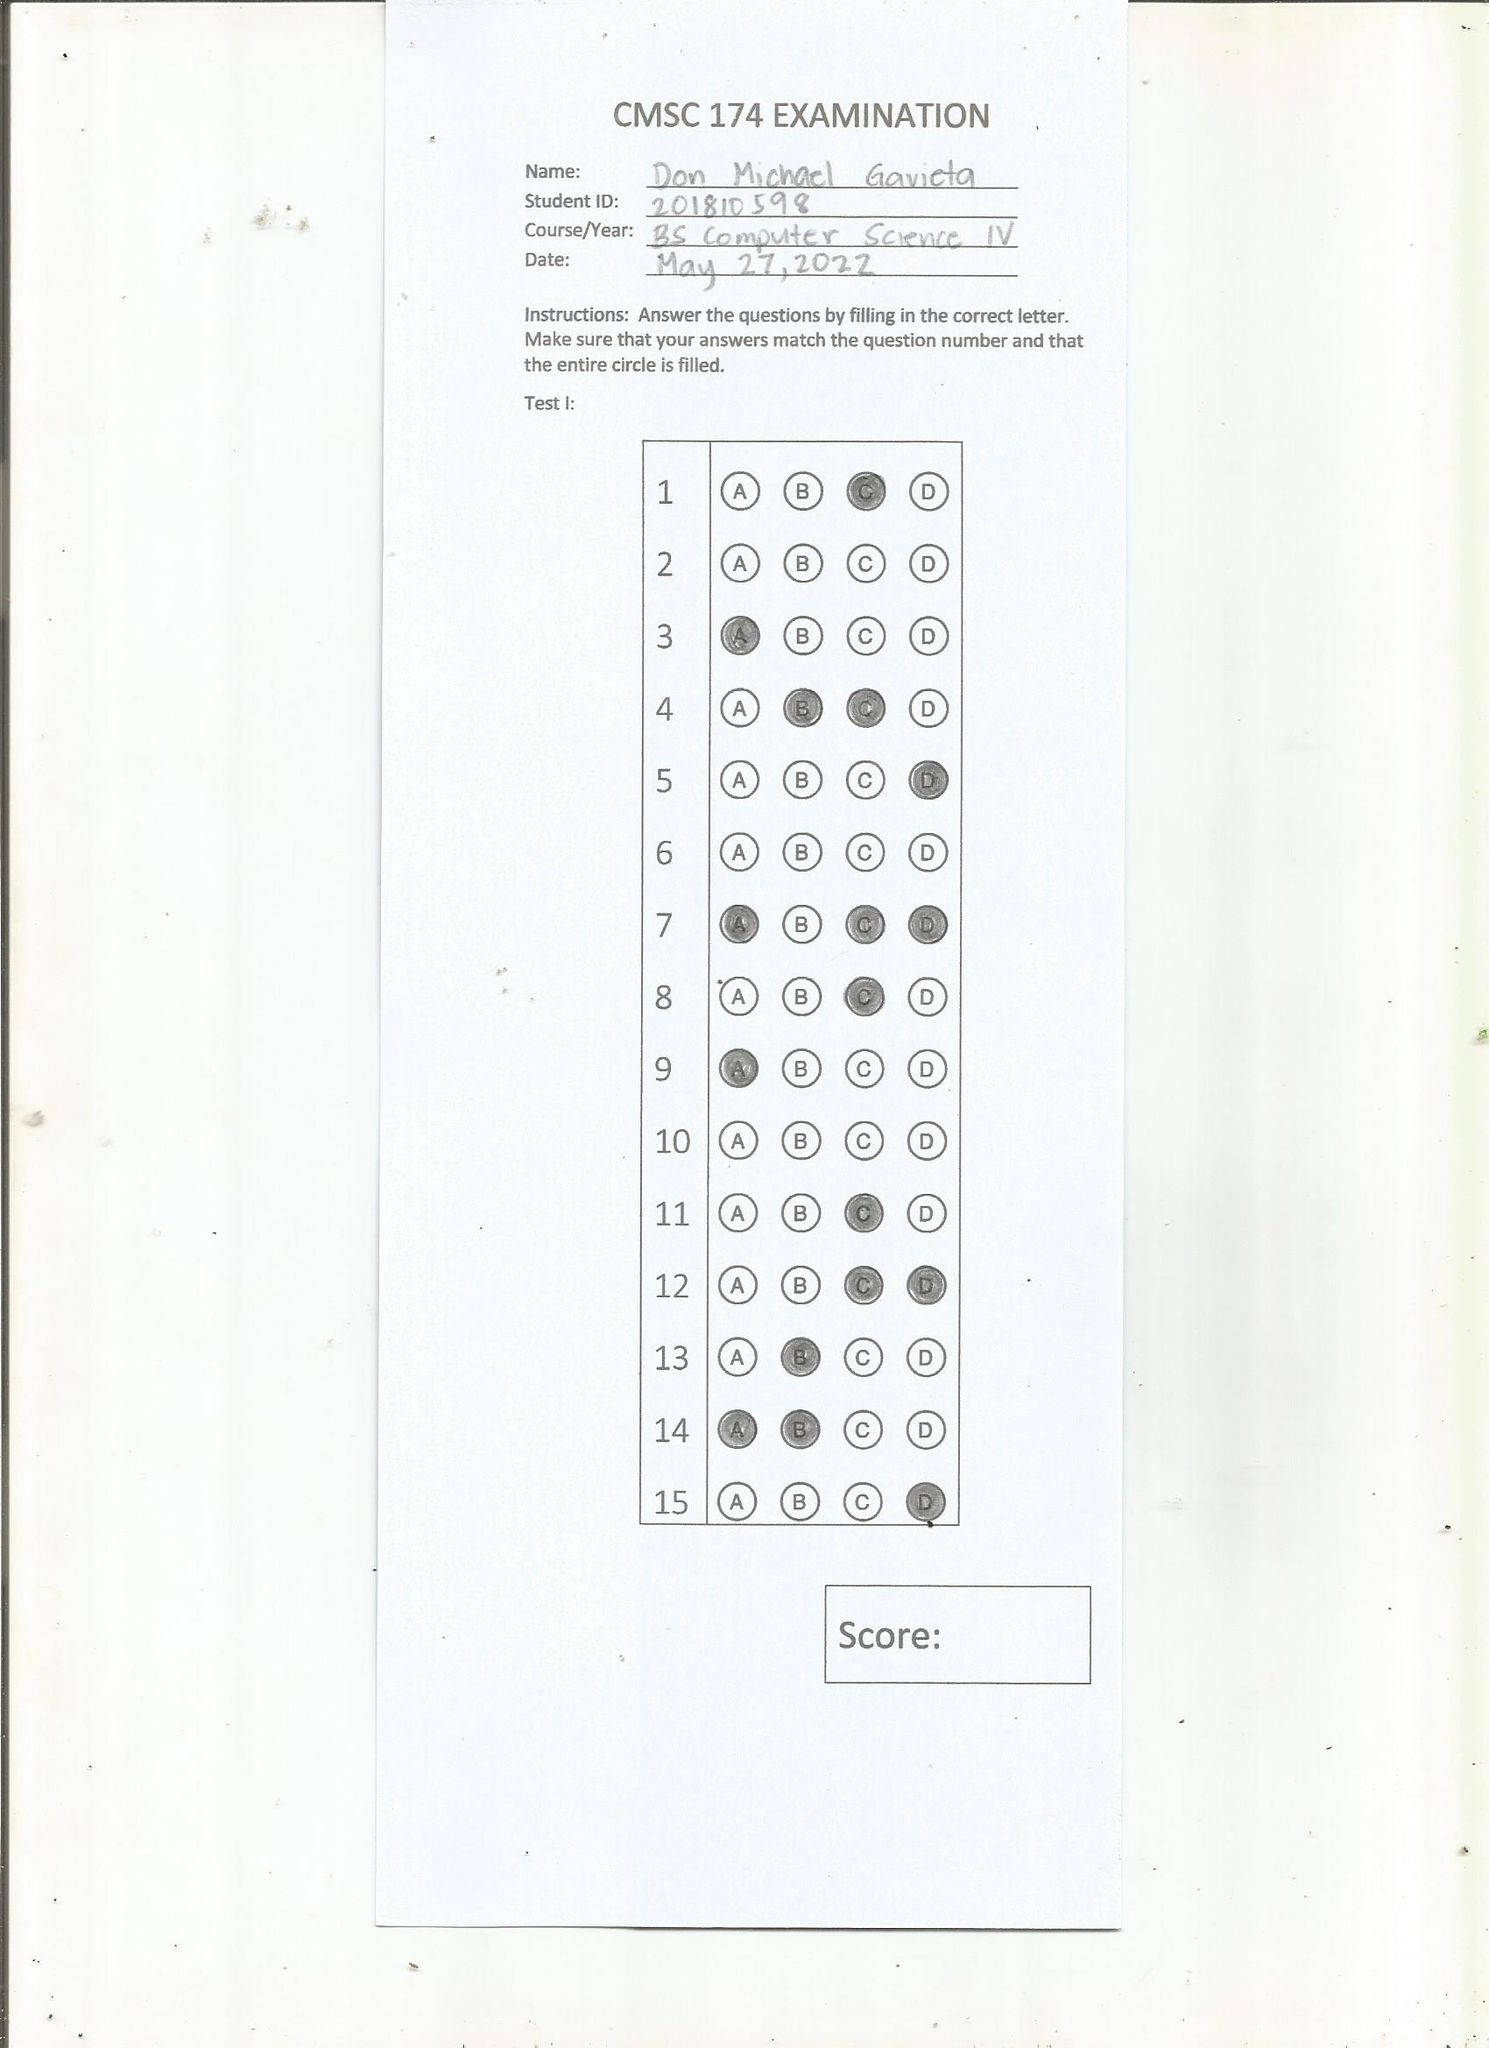 CMSC 174 EXAMINATION
Name: Don Michael Gavieta
Student ID: 201810598
Course/Year: BS Computer Science IV
Date: May 27, 2022
Instructions: Answer the questions by filling in the correct letter.
Make sure that your answers match the question number and that
the entire circle is filled.
Test I:
1 A B C D
2 A B C D
3 A B C D
4 A B C D
5 A B C D
6 A B C D
7 A B C D
8 A B C D
9 A B C D
10 A B C D
11 A B C D
12 A B C D
13 A B C D
14 A B C D
15 A B C D
Score: